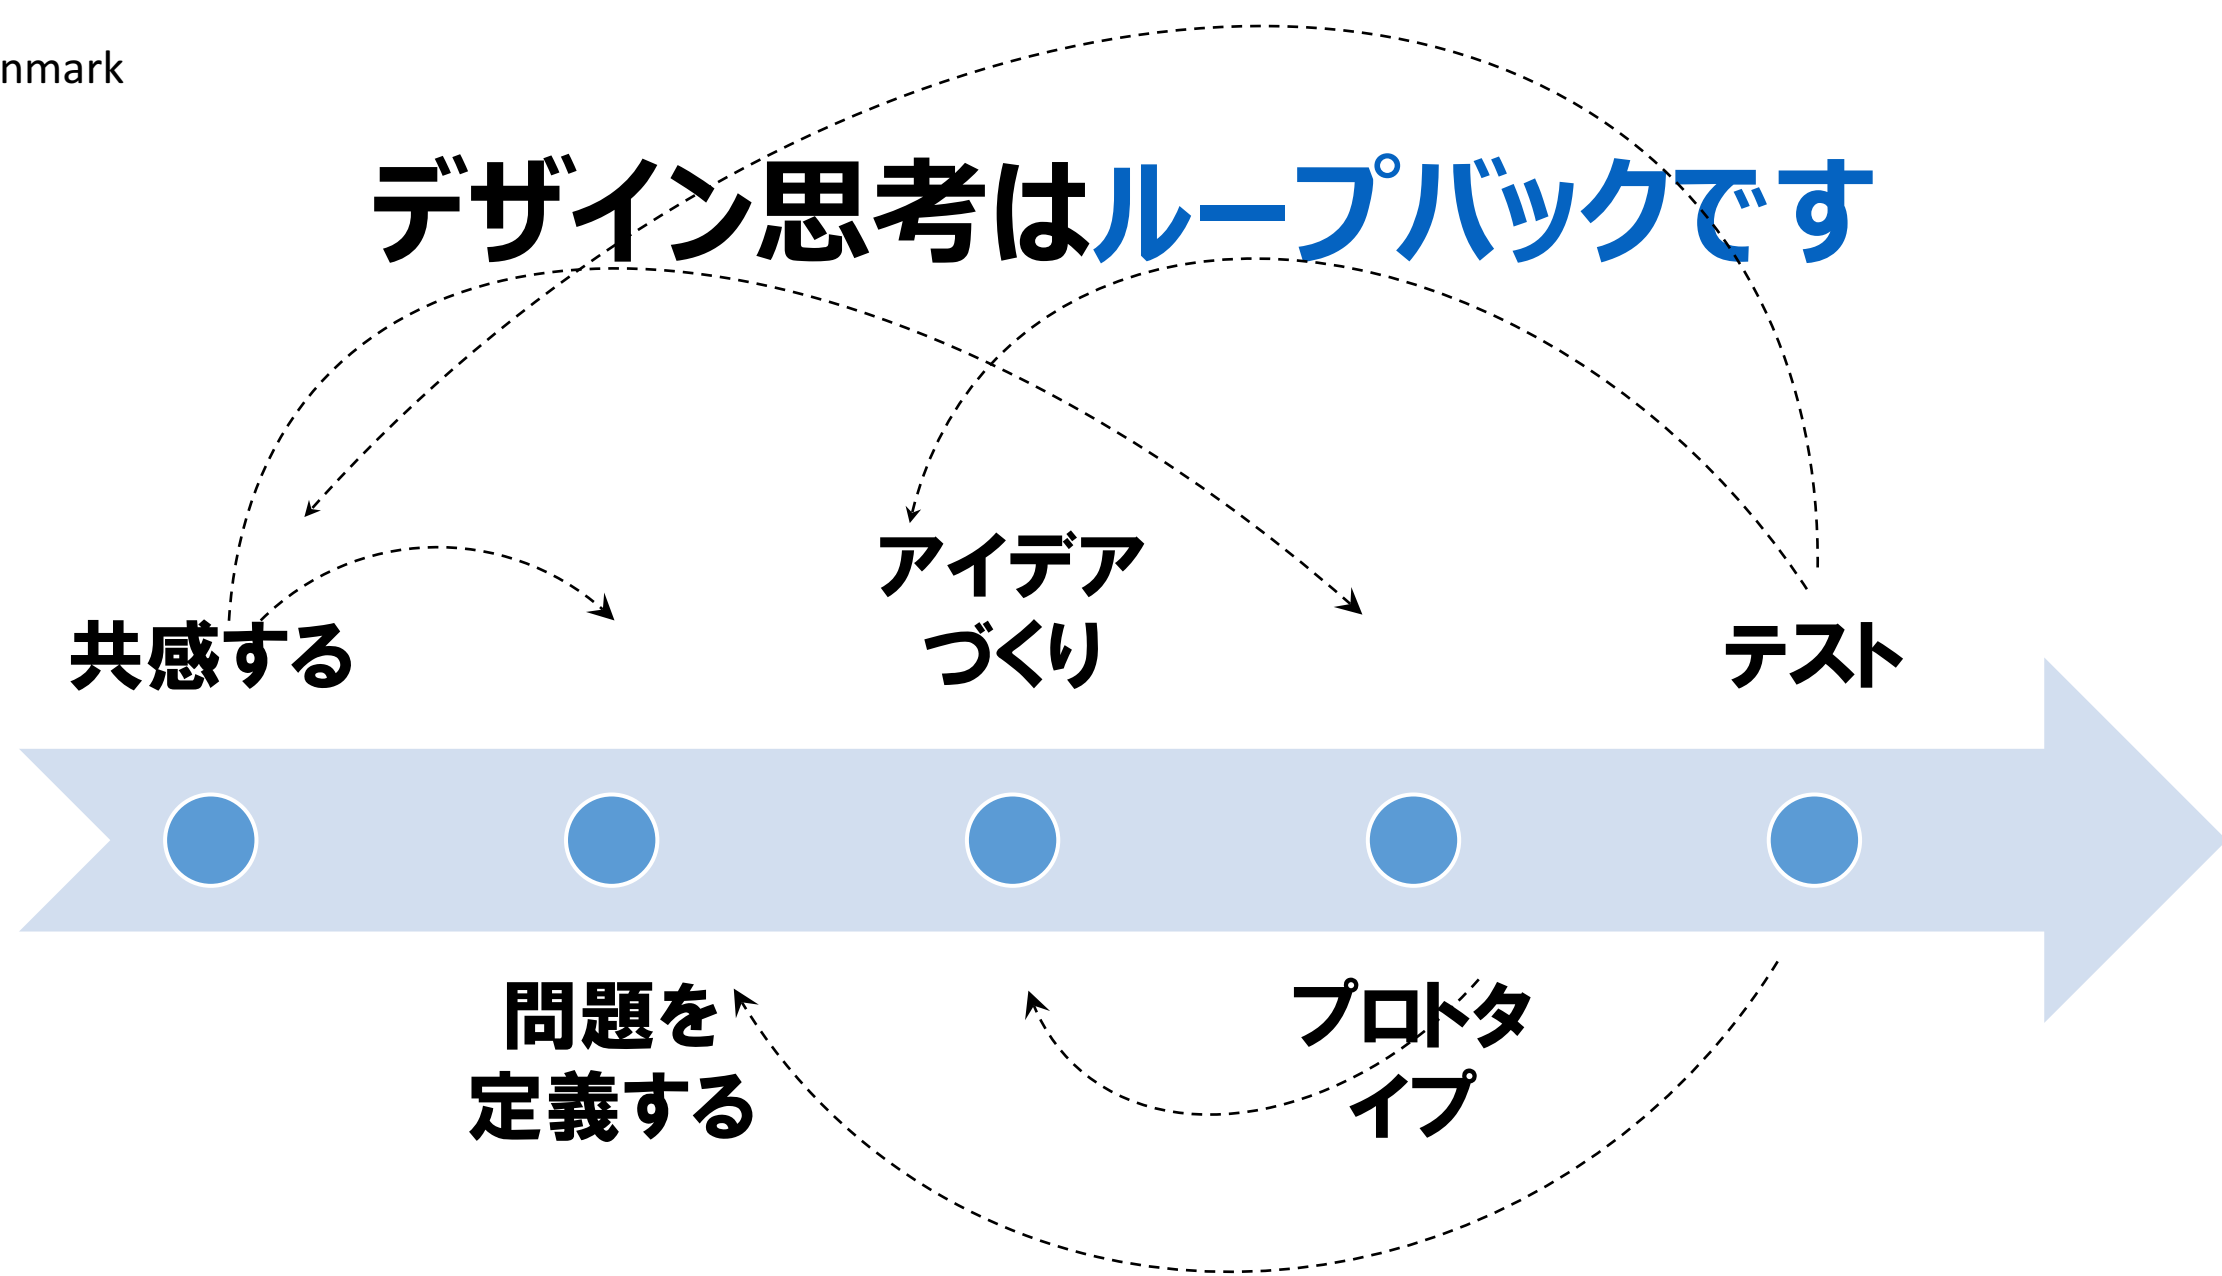 nmark
デザイン思考はループバックです
アイデア
づくり
共感する
テスト
問題を
定義する
プロトタ
イプ